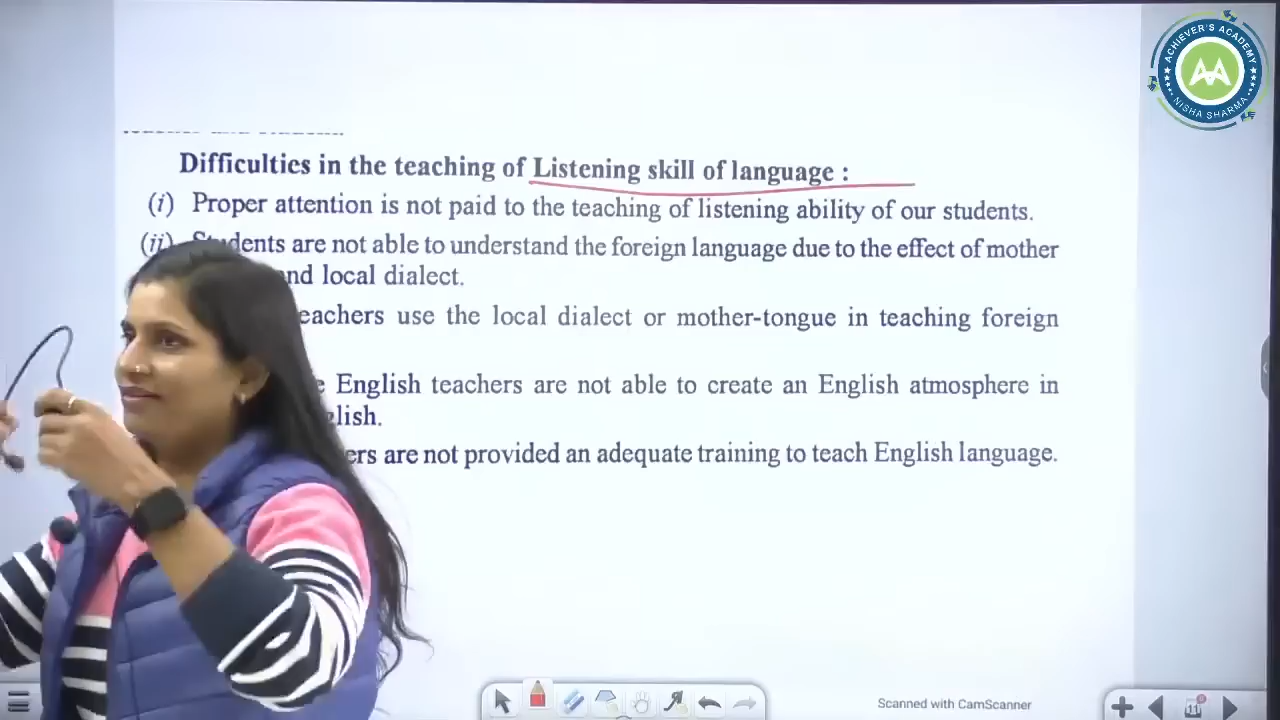 ACHIEVER'S ACADEMY
NISHA SHARMA
Difficultics in the teaching of Listening skill of language :
(i) Proper attention is not paid to the teaching of listening ability of our students.
(ii) Students are not able to understand the foreign language due to the effect of mother
and local dialect.
teachers use the local dialect or mother-tongue in teaching foreign
English teachers are not able to create an English atmosphere in
are not provided an adequate training to teach English language.
Scanned with CamScanner
11